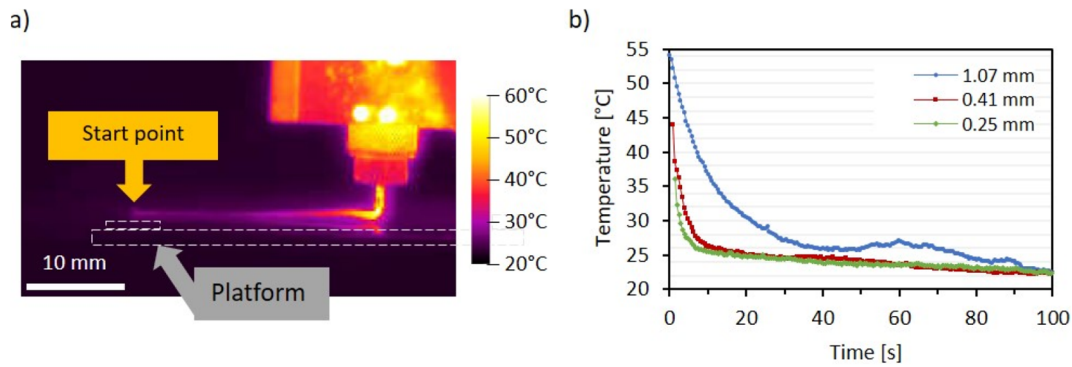 a)
Start point
10 mm
Platform
60°C
50°C
40°C
30°C
20°C
b)
Temperature [°C]
55
50
45
40
35
30
25
20
1.07 mm
0.41 mm
0.25 mm
0
20
40
60
80
100
Time [s]